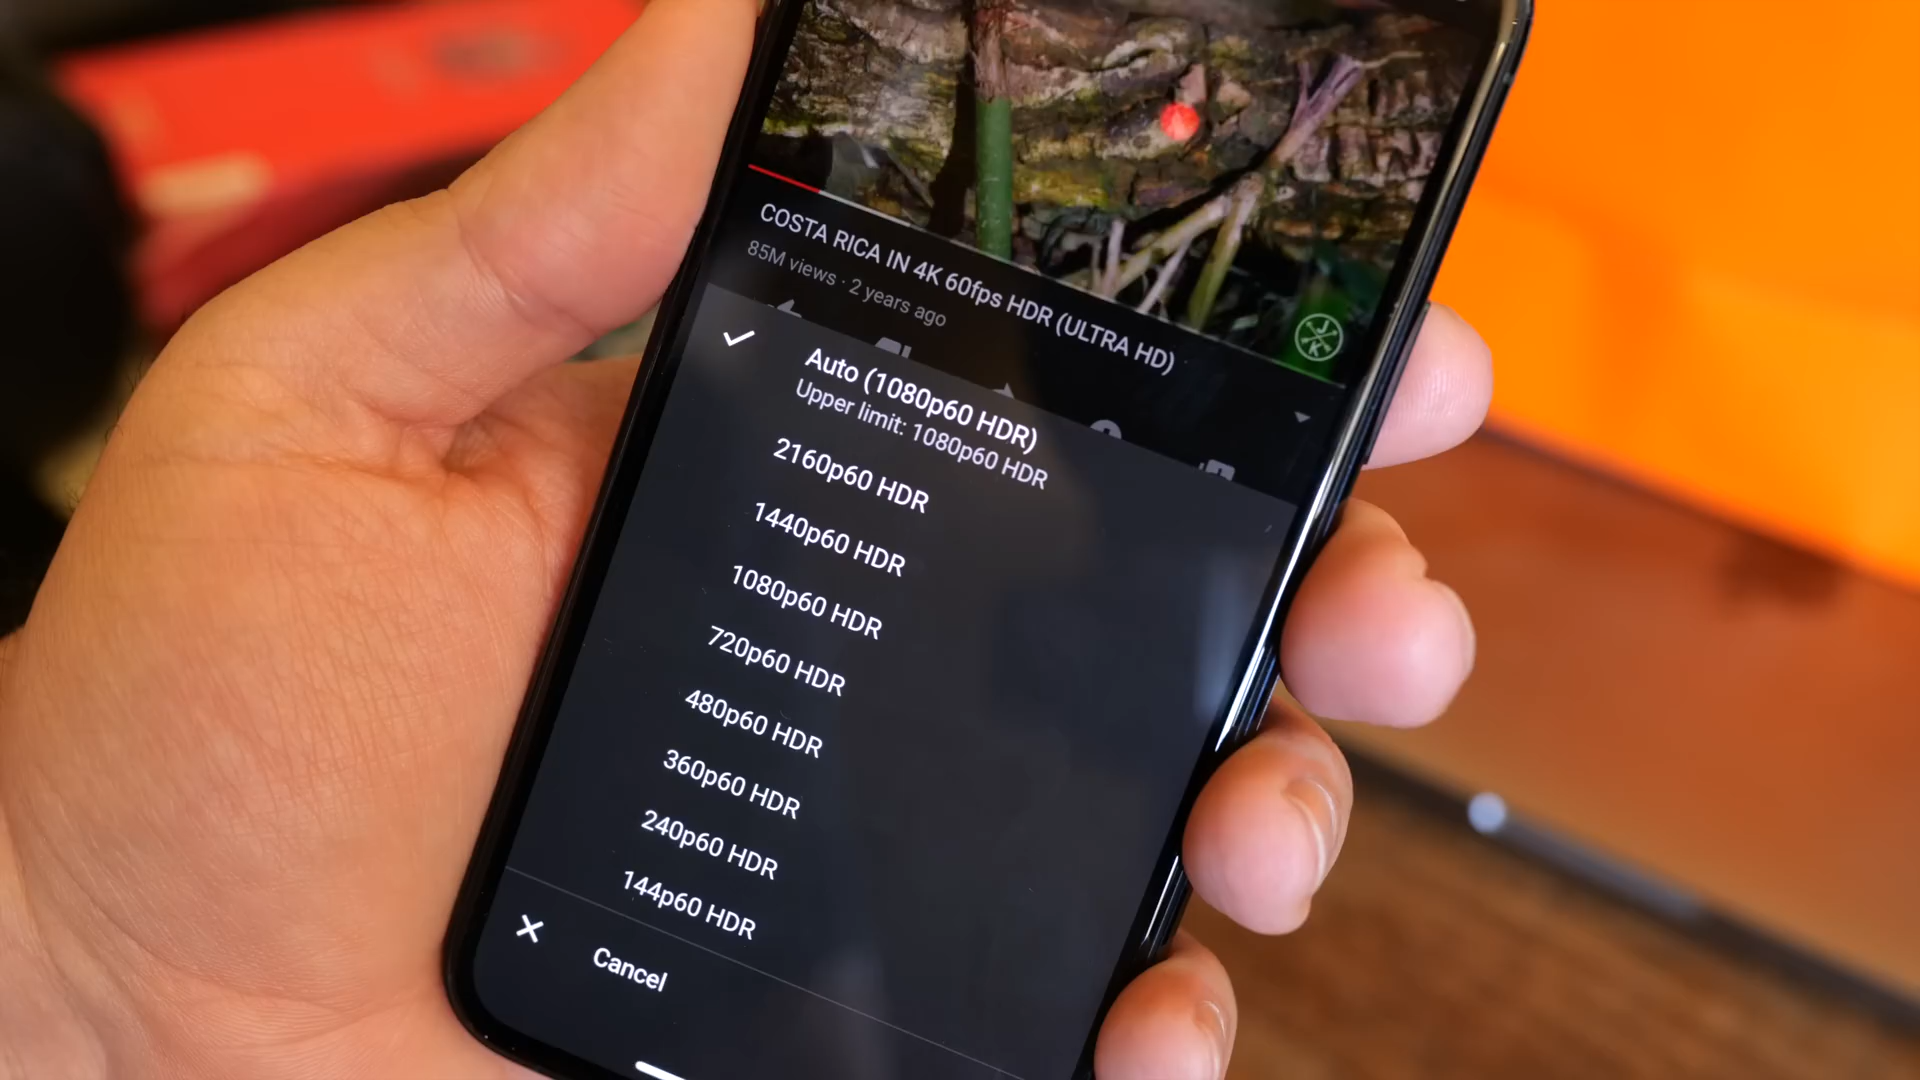 COSTA RICA IN 4K 60fps HDR (ULTRA HD)
85M views · 2 years ago
Auto (1080p60 HDR)
Upper limit: 1080p60 HDR
2160p60 HDR
1440p60 HDR
1080p60 HDR
720p60 HDR
480p60 HDR
360p60 HDR
240p60 HDR
144p60 HDR
Cancel
J
K